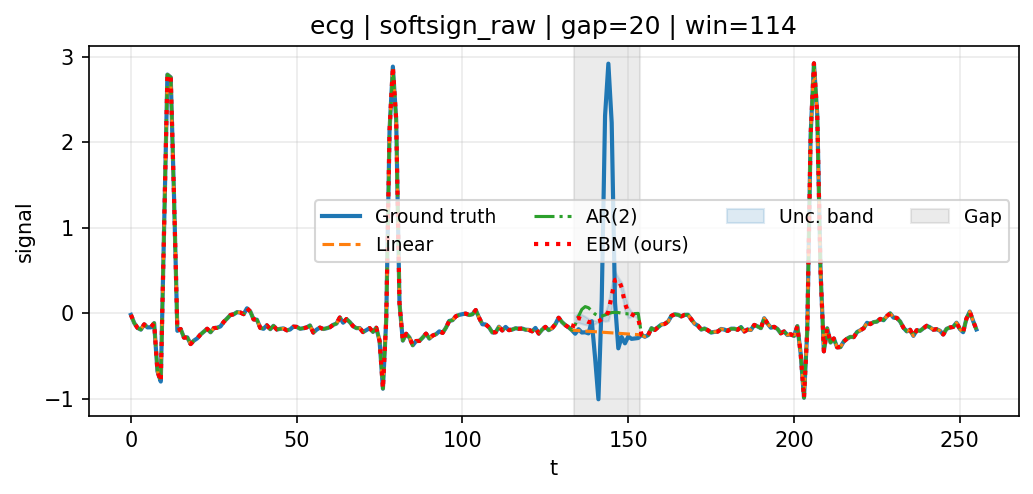 ecg | softsign_raw | gap=20 | win=114
3
2
1
0
−1
signal
Ground truth
Linear
AR(2)
EBM (ours)
Unc. band
Gap
0
50
100
150
200
250
t